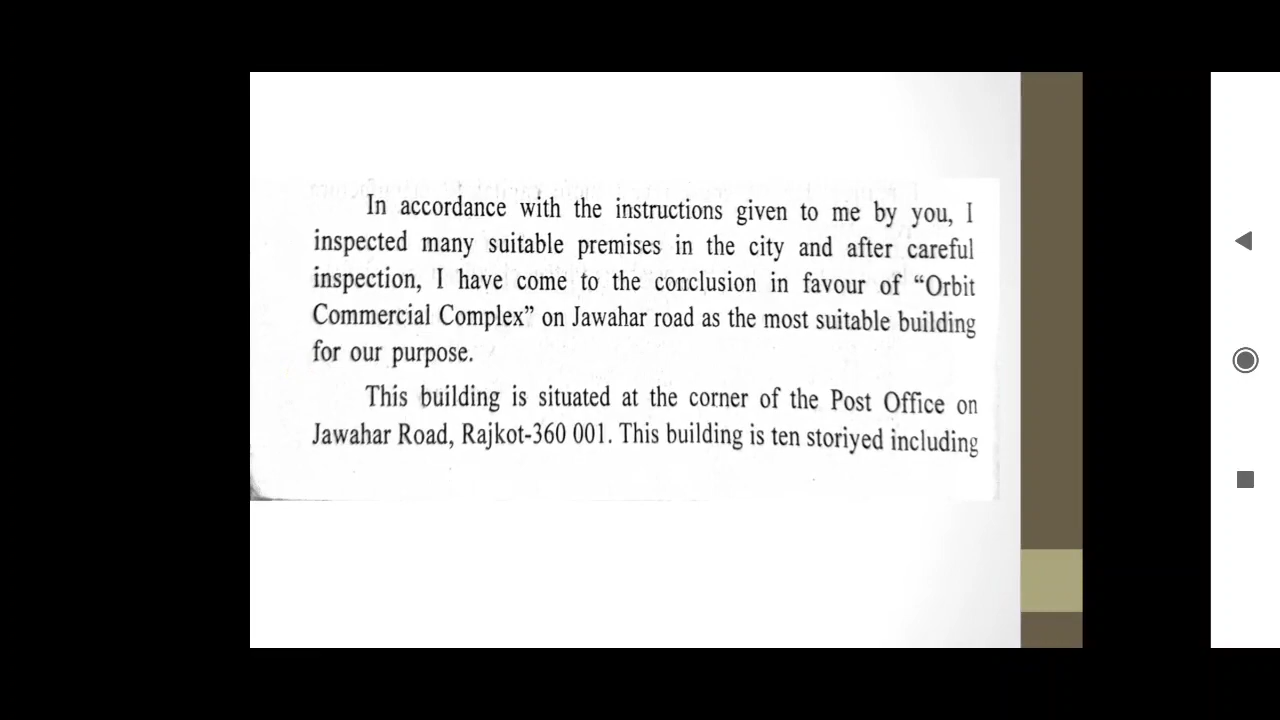 In accordance with the instructions given to me by you, I
inspected many suitable premises in the city and after careful
inspection, I have come to the conclusion in favour of “Orbit
Commercial Complex” on Jawahar road as the most suitable building
for our purpose.
This building is situated at the corner of the Post Office on
Jawahar Road, Rajkot-360 001. This building is ten storiyed including